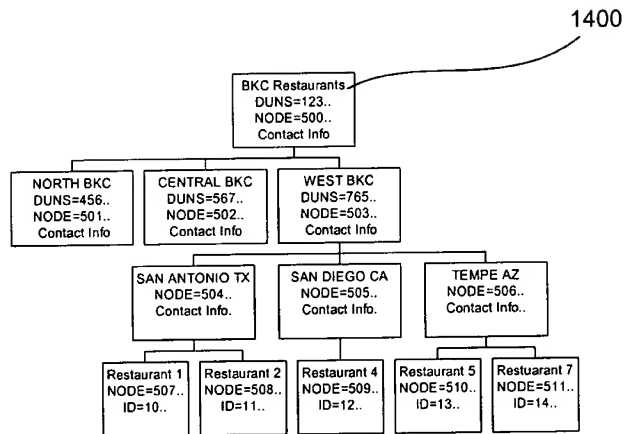 1400
BKC Restaurants
DUNS=123..
NODE=500..
Contact Info
NORTH BKC
DUNS=456..
NODE=501..
Contact Info
CENTRAL BKC
DUNS=567..
NODE=502..
Contact Info
WEST BKC
DUNS=765..
NODE=503..
Contact Info
SAN ANTONIO TX
NODE=504..
Contact Info.
SAN DIEGO CA
NODE=505..
Contact Info.
TEMPE AZ
NODE=506..
Contact Info..
Restaurant 1
NODE=507..
ID=10..
Restaurant 2
NODE=508..
ID=11..
Restaurant 4
NODE=509..
ID=12..
Restaurant 5
NODE=510..
ID=13..
Restuarant 7
NODE=511..
ID=14..